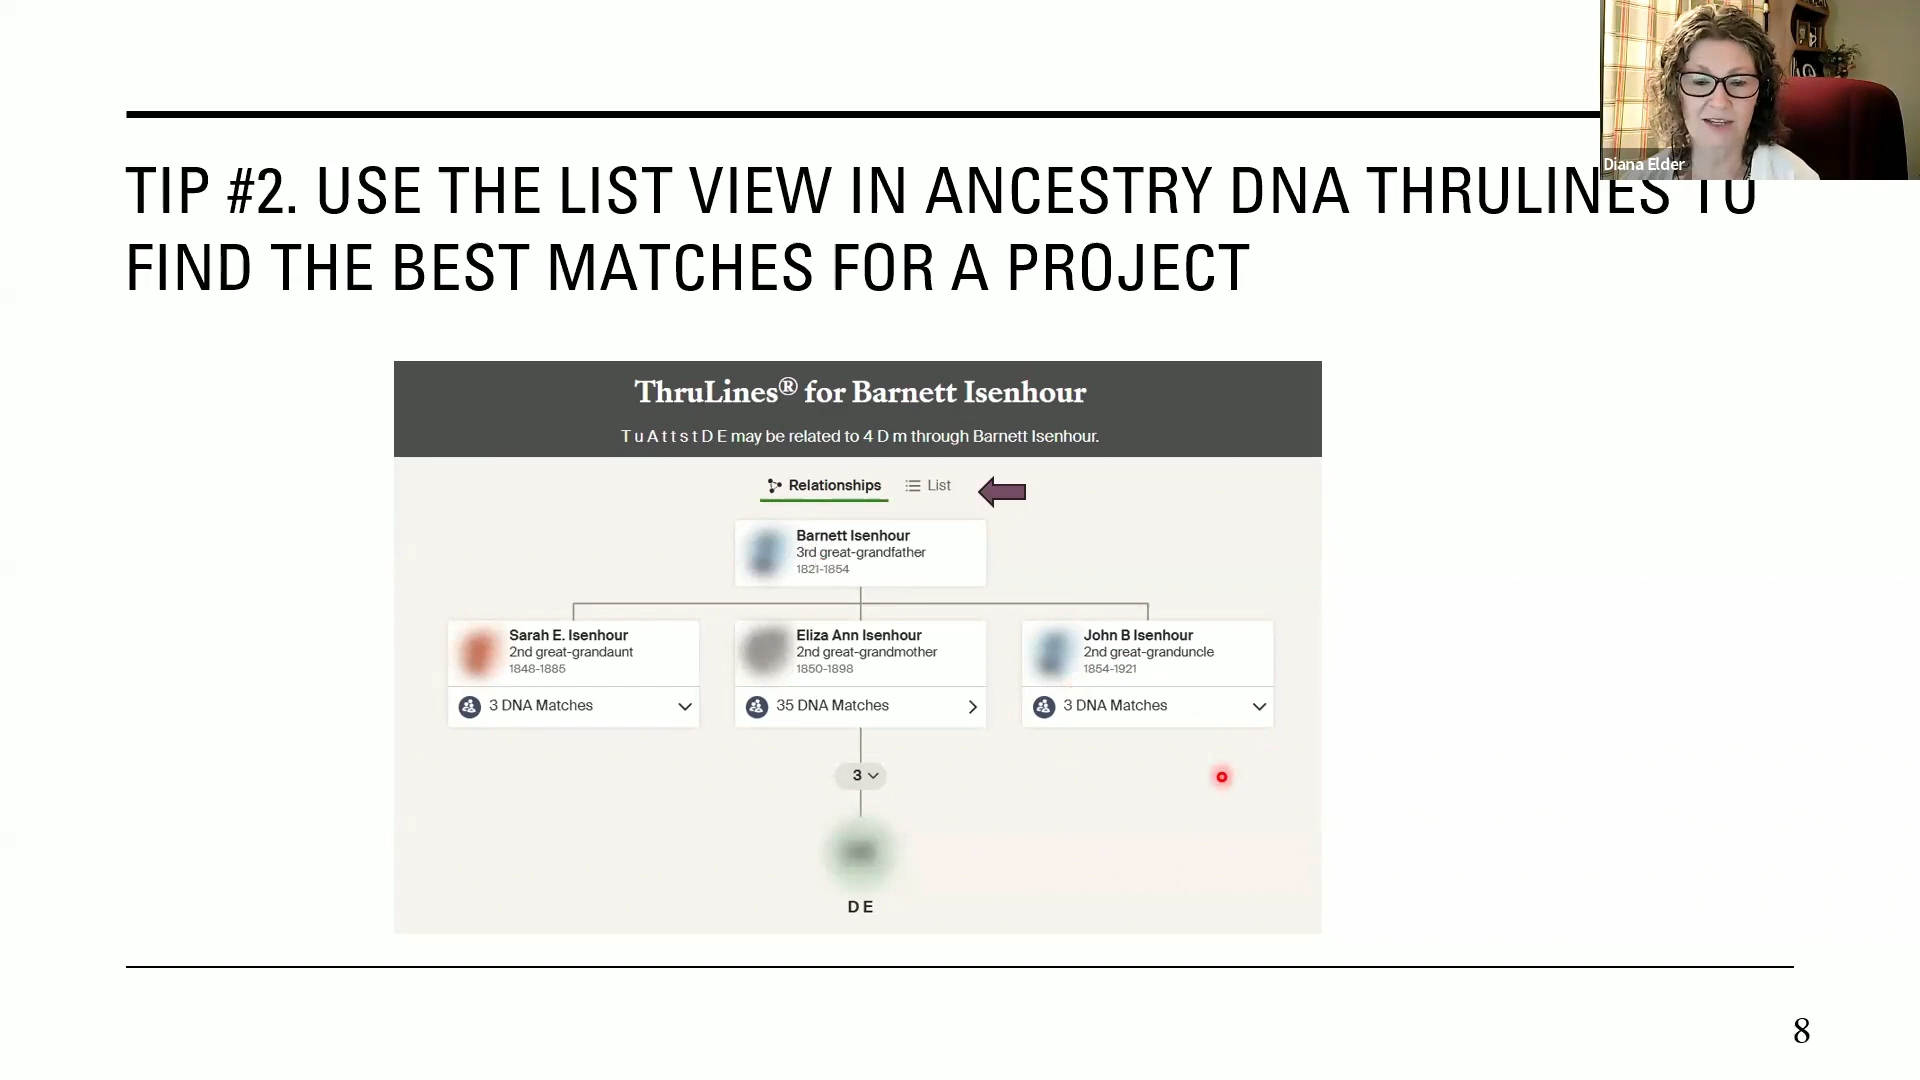 Diana Elder
TIP #2. USE THE LIST VIEW IN ANCESTRY DNA THRULINES TO
FIND THE BEST MATCHES FOR A PROJECT
ThruLines® for Barnett Isenhour
T u A t t s t D E may be related to 4 D m through Barnett Isenhour.
Relationships
List
Barnett Isenhour
3rd great-grandfather
1821-1854
Sarah E. Isenhour
2nd great-grandaunt
1848-1885
3 DNA Matches
Eliza Ann Isenhour
2nd great-grandmother
1850-1898
35 DNA Matches
John B Isenhour
2nd great-granduncle
1854-1921
3 DNA Matches
3
D E
8